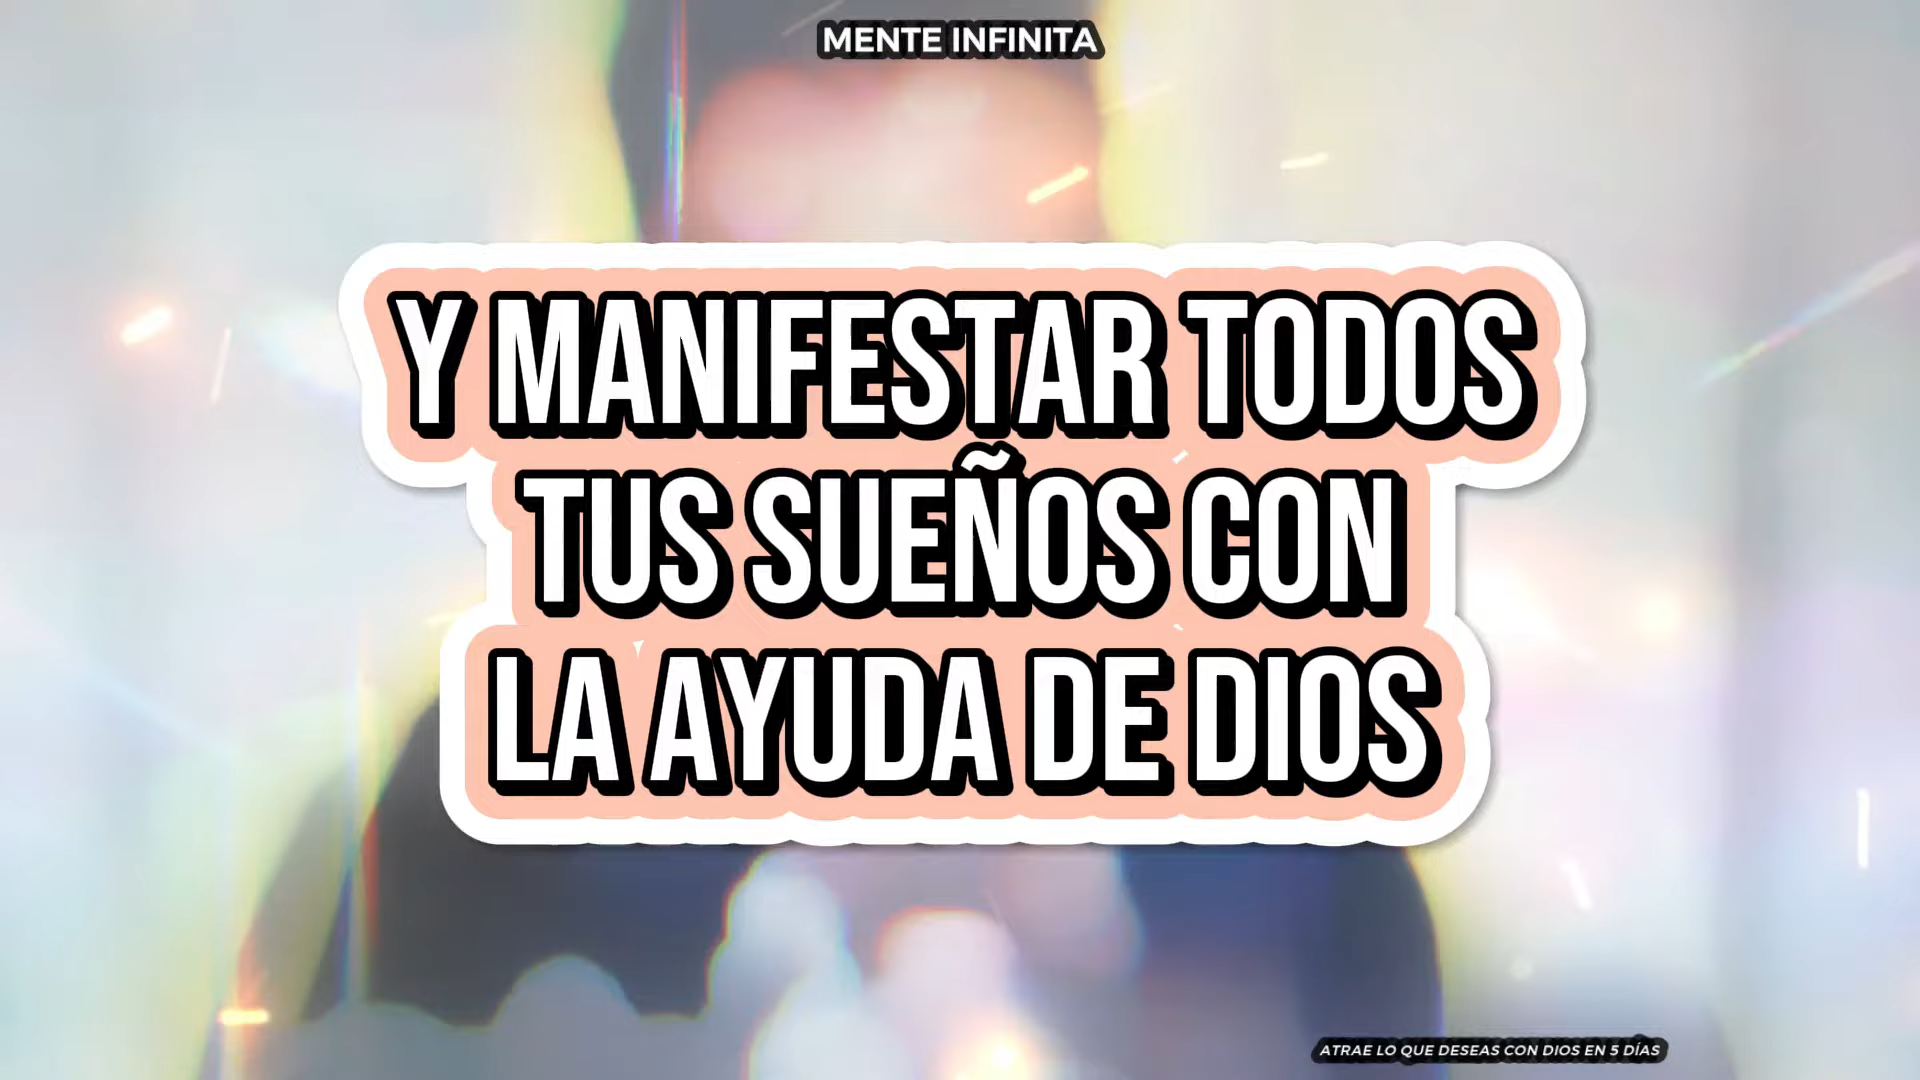 MENTE INFINITA
Y MANIFESTAR TODOS
TUS SUEÑOS CON
LA AYUDA DE DIOS
ATRAE LO QUE DESEAS CON DIOS EN 5 DÍAS